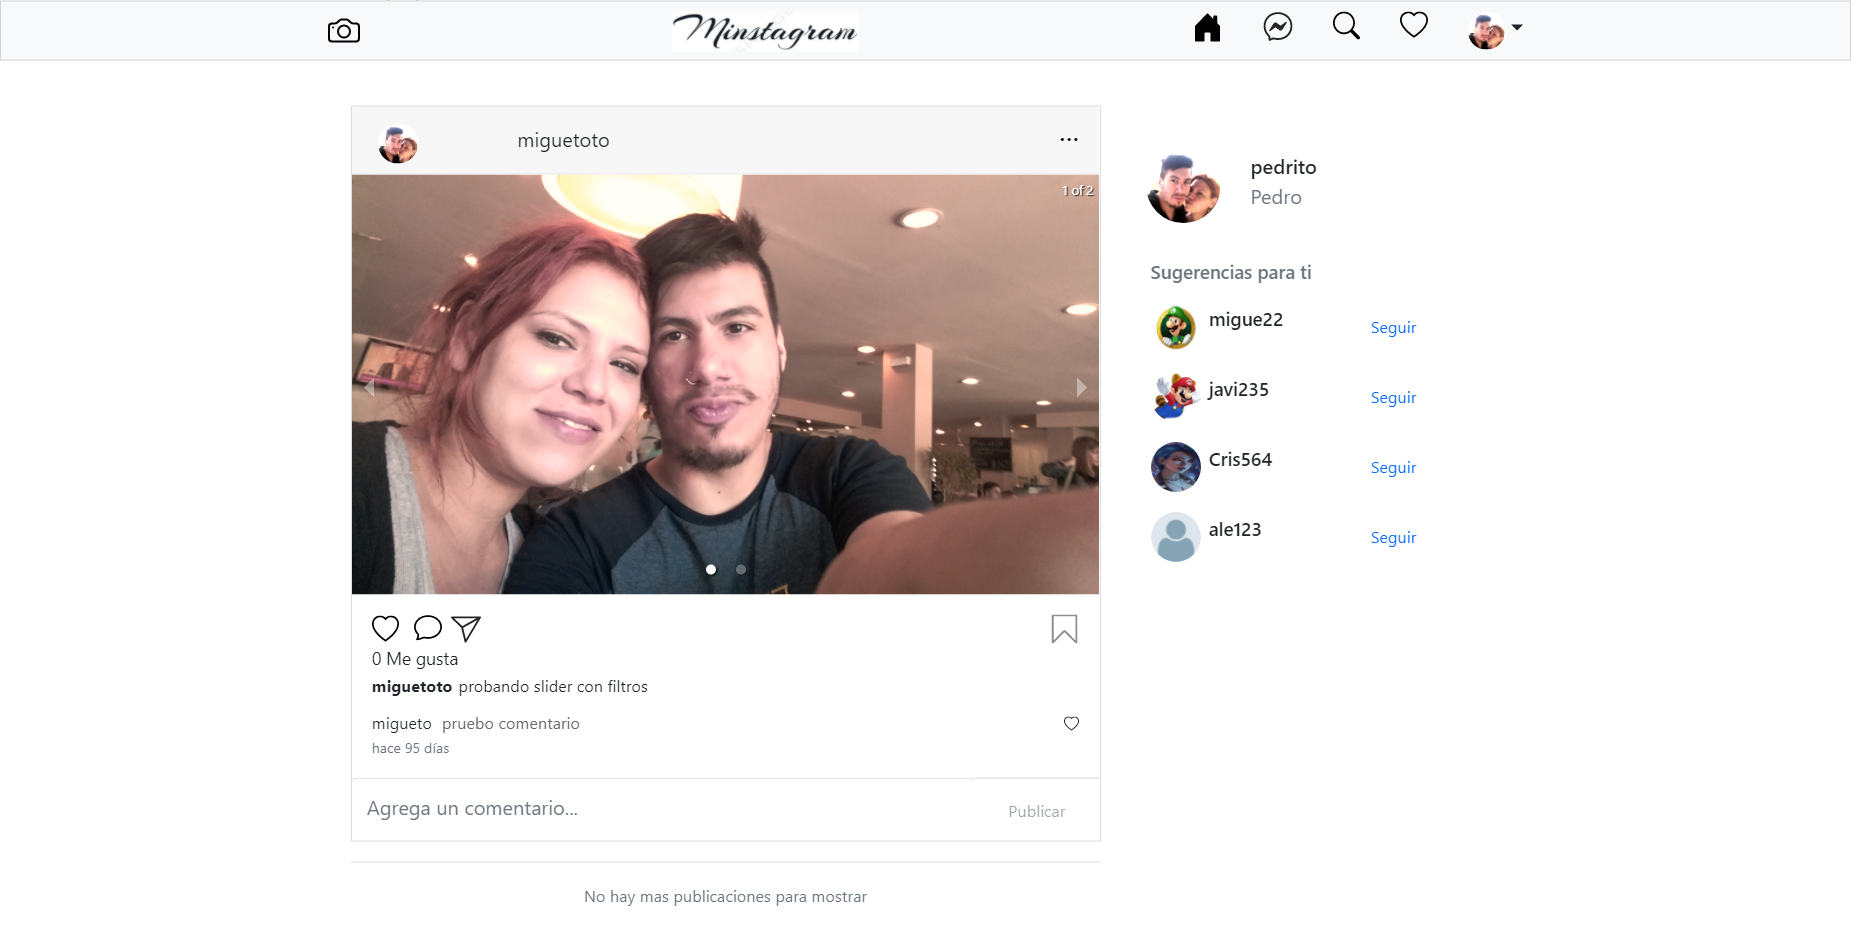 Minstagram
miguetoto
...
1 of 2
0 Me gusta
miguetoto probando slider con filtros
migueto pruebo comentario
hace 95 días
Agrega un comentario...
Publicar
No hay mas publicaciones para mostrar
pedrito
Pedro
Sugerencias para ti
migue22 Seguir
javi235 Seguir
Cris564 Seguir
ale123 Seguir